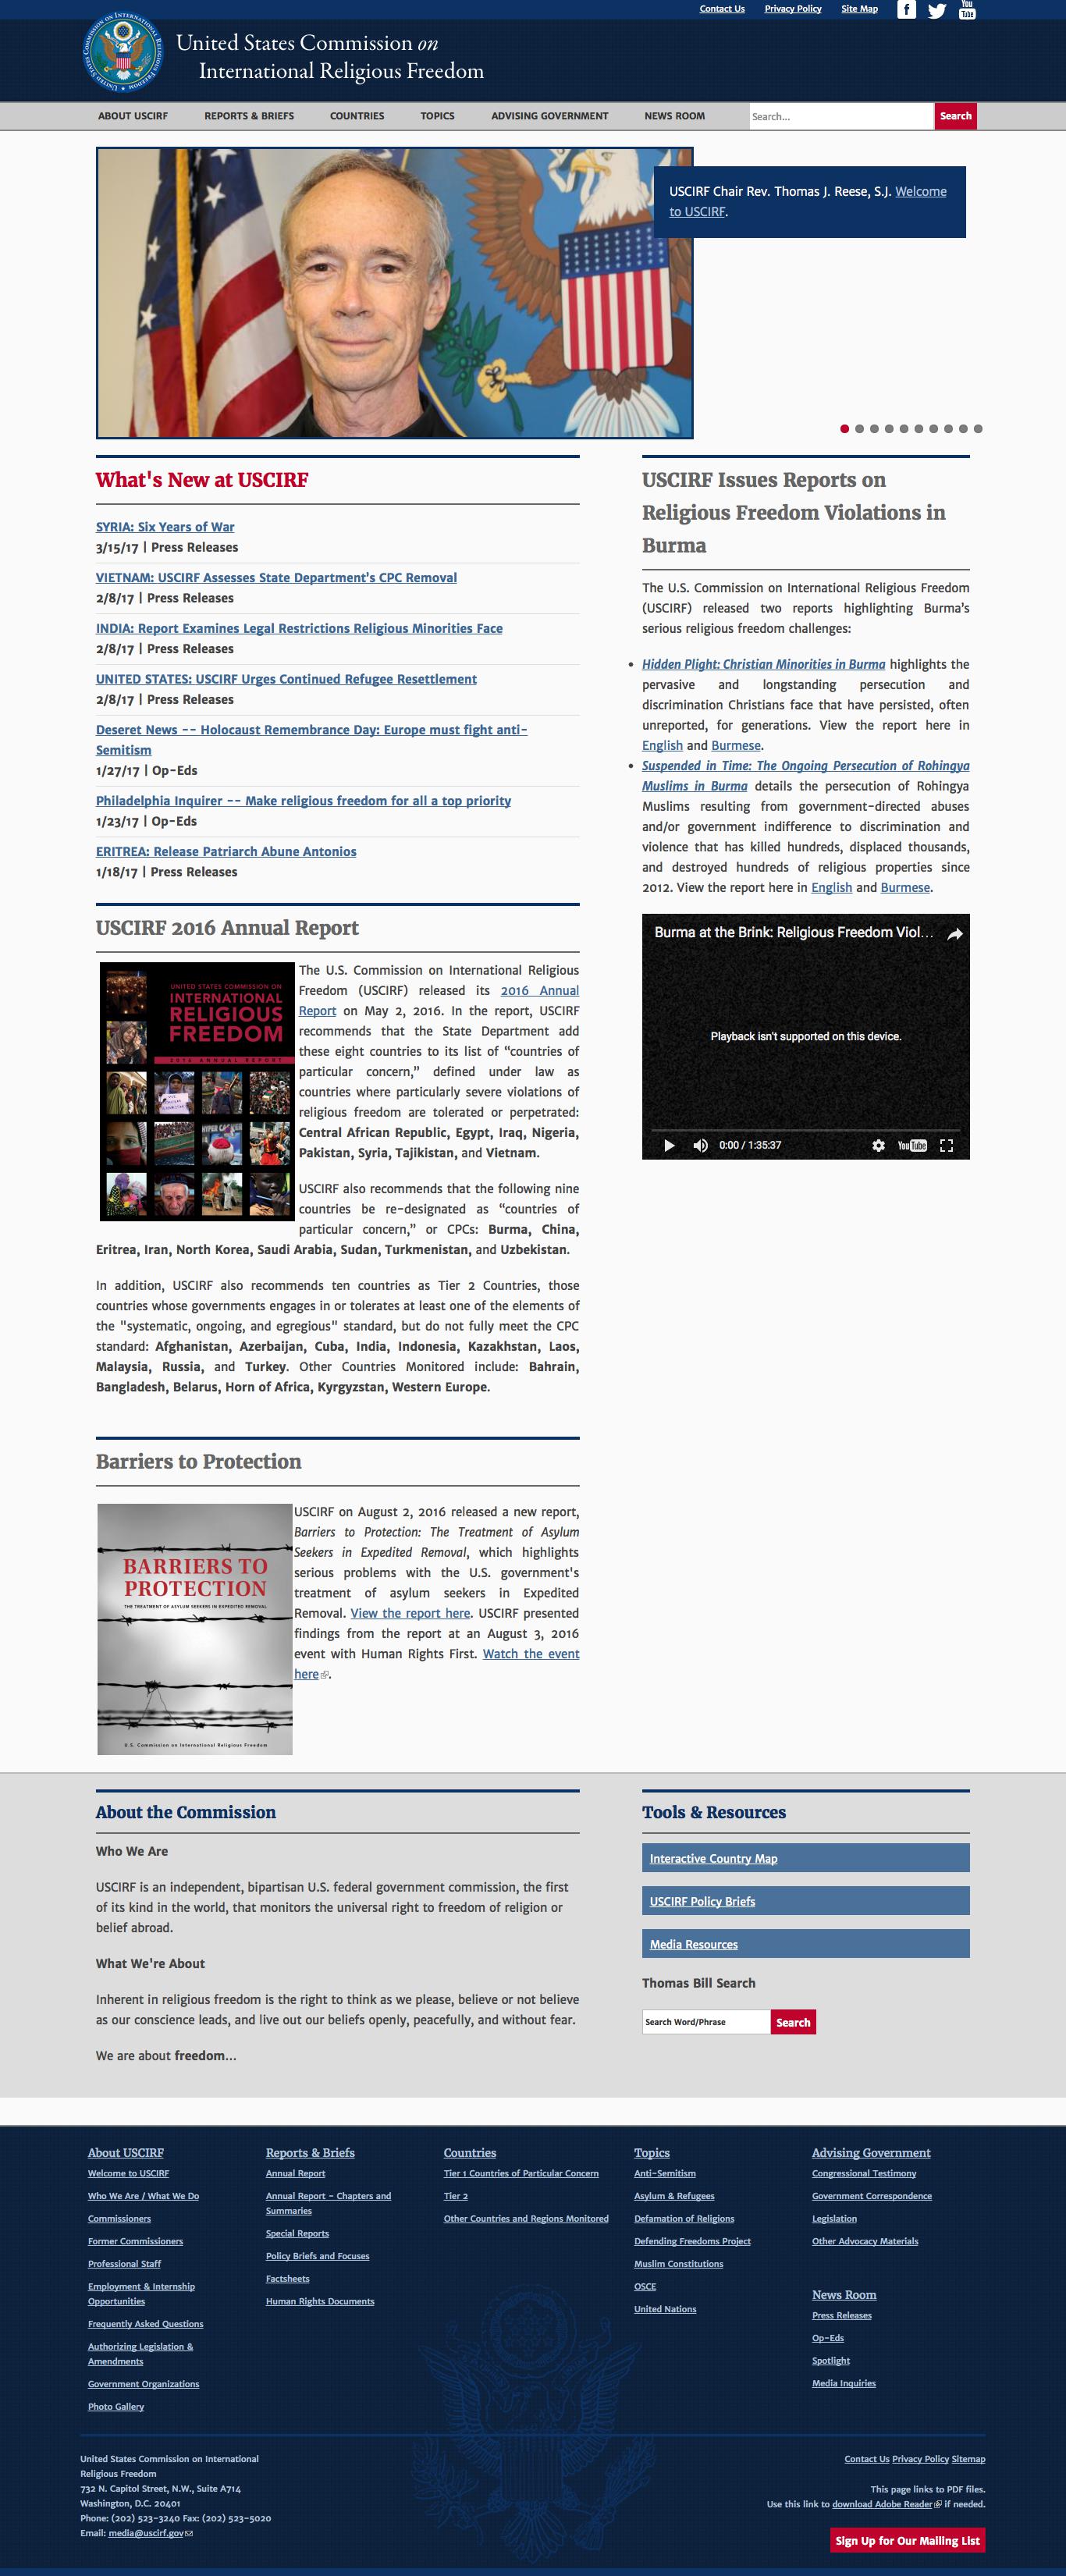 Contact Us Privacy Policy Site Map
You
Tube
United States Commission on
International Religious Freedom
ABOUT USCIRF REPORTS & BRIEFS COUNTRIES TOPICS ADVISING GOVERNMENT NEWS ROOM Search... Search
USCIRF Chair Rev. Thomas J. Reese, S.J. Welcome
to USCIRF.
What's New at USCIRF
SYRIA: Six Years of War
3/15/17 | Press Releases
VIETNAM: USCIRF Assesses State Department's CPC Removal
2/8/17 | Press Releases
INDIA: Report Examines Legal Restrictions Religious Minorities Face
2/8/17 | Press Releases
UNITED STATES: USCIRF Urges Continued Refugee Resettlement
2/8/17 | Press Releases
Deseret News -- Holocaust Remembrance Day: Europe must fight anti-
Semitism
1/27/17 | Op-Eds
Philadelphia Inquirer -- Make religious freedom for all a top priority
1/23/17 | Op-Eds
ERITREA: Release Patriarch Abune Antonios
1/18/17 | Press Releases
USCIRF 2016 Annual Report
UNITED STATES COMMISSION ON
INTERNATIONAL
RELIGIOUS
FREEDOM
2016 ANNUAL REPORT
The U.S. Commission on International Religious
Freedom (USCIRF) released its 2016 Annual
Report on May 2, 2016. In the report, USCIRF
recommends that the State Department add
these eight countries to its list of “countries of
particular concern,” defined under law as
countries where particularly severe violations of
religious freedom are tolerated or perpetrated:
Central African Republic, Egypt, Iraq, Nigeria,
Pakistan, Syria, Tajikistan, and Vietnam.
USCIRF also recommends that the following nine
countries be re-designated as “countries of
particular concern,” or CPCs: Burma, China,
Eritrea, Iran, North Korea, Saudi Arabia, Sudan, Turkmenistan, and Uzbekistan.
In addition, USCIRF also recommends ten countries as Tier 2 Countries, those
countries whose governments engages in or tolerates at least one of the elements of
the "systematic, ongoing, and egregious" standard, but do not fully meet the CPC
standard: Afghanistan, Azerbaijan, Cuba, India, Indonesia, Kazakhstan, Laos,
Malaysia, Russia, and Turkey. Other Countries Monitored include: Bahrain,
Bangladesh, Belarus, Horn of Africa, Kyrgyzstan, Western Europe.
Barriers to Protection
BARRIERS TO
PROTECTION
THE TREATMENT OF ASYLUM SEEKERS IN EXPEDITED REMOVAL
U.S. Commission on International Religious Freedom
USCIRF on August 2, 2016 released a new report,
Barriers to Protection: The Treatment of Asylum
Seekers in Expedited Removal, which highlights
serious problems with the U.S. government's
treatment of asylum seekers in Expedited
Removal. View the report here. USCIRF presented
findings from the report at an August 3, 2016
event with Human Rights First. Watch the event
here.
USCIRF Issues Reports on
Religious Freedom Violations in
Burma
The U.S. Commission on International Religious Freedom
(USCIRF) released two reports highlighting Burma’s
serious religious freedom challenges:
• Hidden Plight: Christian Minorities in Burma highlights the
pervasive and longstanding persecution and
discrimination Christians face that have persisted, often
unreported, for generations. View the report here in
English and Burmese.
• Suspended in Time: The Ongoing Persecution of Rohingya
Muslims in Burma details the persecution of Rohingya
Muslims resulting from government-directed abuses
and/or government indifference to discrimination and
violence that has killed hundreds, displaced thousands,
and destroyed hundreds of religious properties since
2012. View the report here in English and Burmese.
Burma at the Brink: Religious Freedom Viol...
Playback isn't supported on this device.
0:00 / 1:35:37 YouTube
About the Commission
Who We Are
USCIRF is an independent, bipartisan U.S. federal government commission, the first
of its kind in the world, that monitors the universal right to freedom of religion or
belief abroad.
What We're About
Inherent in religious freedom is the right to think as we please, believe or not believe
as our conscience leads, and live out our beliefs openly, peacefully, and without fear.
We are about freedom...
Tools & Resources
Interactive Country Map
USCIRF Policy Briefs
Media Resources
Thomas Bill Search
Search Word/Phrase Search
About USCIRF
Welcome to USCIRF
Who We Are / What We Do
Commissioners
Former Commissioners
Professional Staff
Employment & Internship
Opportunities
Frequently Asked Questions
Authorizing Legislation &
Amendments
Government Organizations
Photo Gallery
Reports & Briefs
Annual Report
Annual Report - Chapters and
Summaries
Special Reports
Policy Briefs and Focuses
Factsheets
Human Rights Documents
Countries
Tier 1 Countries of Particular Concern
Tier 2
Other Countries and Regions Monitored
Topics
Anti-Semitism
Asylum & Refugees
Defamation of Religions
Defending Freedoms Project
Muslim Constitutions
OSCE
United Nations
Advising Government
Congressional Testimony
Government Correspondence
Legislation
Other Advocacy Materials
News Room
Press Releases
Op-Eds
Spotlight
Media Inquiries
United States Commission on International
Religious Freedom
732 N. Capitol Street, N.W., Suite A714
Washington, D.C. 20401
Phone: (202) 523-3240 Fax: (202) 523-5020
Email: media@uscirf.gov
Contact Us Privacy Policy Sitemap
This page links to PDF files.
Use this link to download Adobe Reader if needed.
Sign Up for Our Mailing List